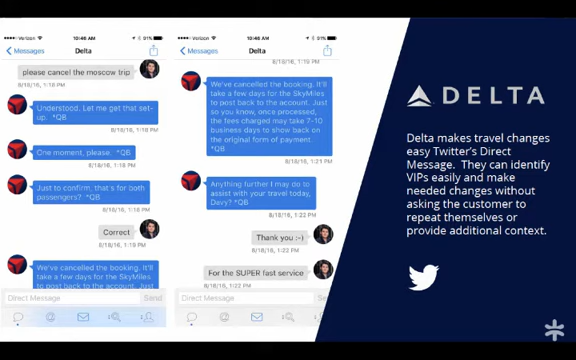 Verizon
10:46 AM
91%
Messages
Delta
please cancel the moscow trip
8/18/16, 1:18 PM
Understood. Let me get that set-
up. *QB
8/18/16, 1:18 PM
One moment, please. *QB
8/18/16, 1:18 PM
Just to confirm, that's for both
passengers? *QB
8/18/16, 1:18 PM
Correct
8/18/16, 1:19 PM
We've cancelled the booking. It'll
take a few days for the SkyMiles
to post back to the account. Just
Direct Message
Send
Verizon
10:46 AM
91%
Messages
Delta
8/18/16, 1:19 PM
We've cancelled the booking. It'll
take a few days for the SkyMiles
to post back to the account. Just
so you know, once processed,
the fees charged may take 7-10
business days to show back on
the original form of payment.
*QB
8/18/16, 1:21 PM
Anything further I may do to
assist with your travel today,
Davy? *QB
8/18/16, 1:22 PM
Thank you :-)
8/18/16, 1:22 PM
For the SUPER fast service
8/18/16, 1:22 PM
Direct Message
DELTA
Delta makes travel changes
easy Twitter's Direct
Message. They can identify
VIPs easily and make
needed changes without
asking the customer to
repeat themselves or
provide additional context.